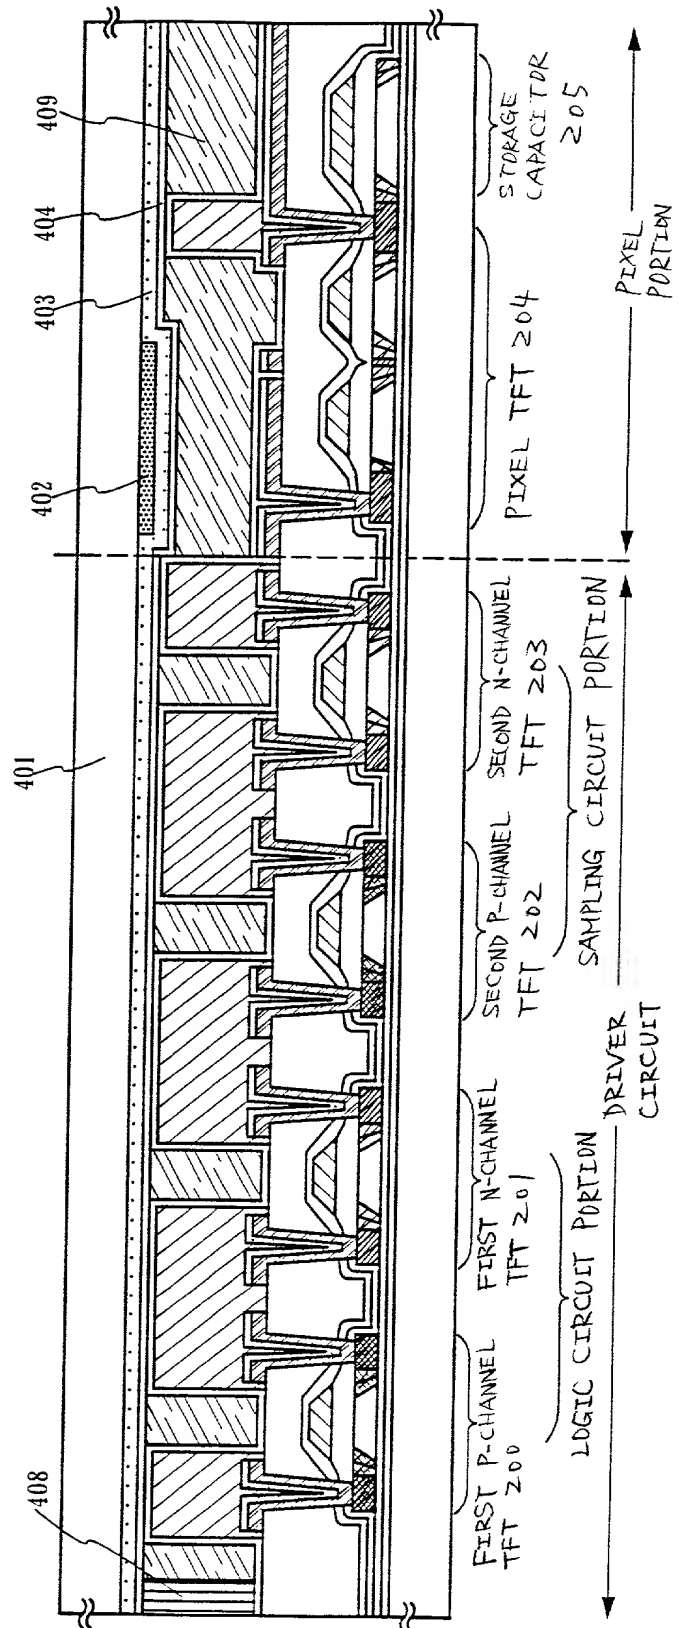 408
401
402
403
404
409
FIRST P-CHANNEL
TFT 200
FIRST N-CHANNEL
TFT 201
SECOND P-CHANNEL
TFT 202
SECOND N-CHANNEL
TFT 203
PIXEL TFT 204
STORAGE
CAPACITOR
205
LOGIC CIRCUIT PORTION
SAMPLING CIRCUIT PORTION
DRIVER
CIRCUIT
PIXEL
PORTION